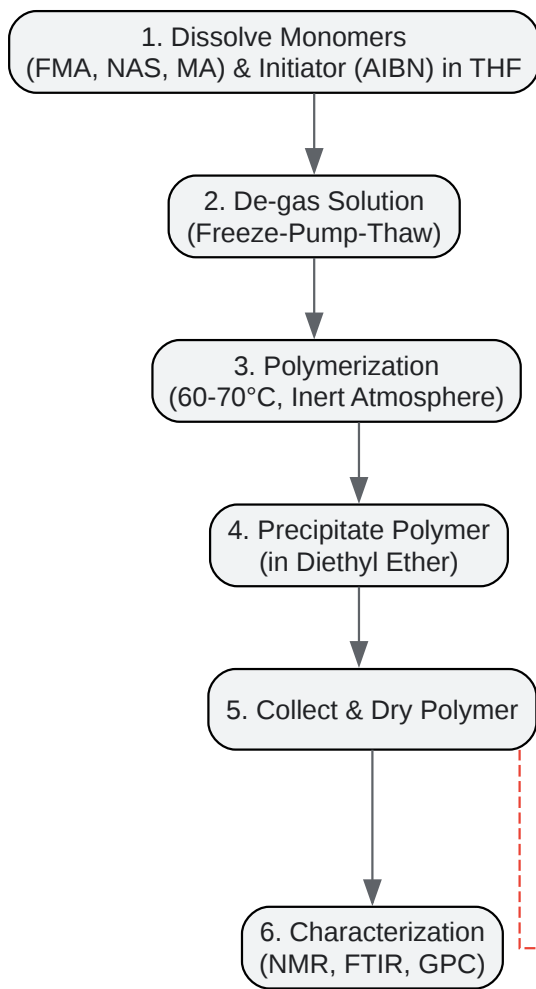 1. Dissolve Monomers
(FMA, NAS, MA) & Initiator (AIBN) in THF
2. De-gas Solution
(Freeze-Pump-Thaw)
3. Polymerization
(60-70°C, Inert Atmosphere)
4. Precipitate Polymer
(in Diethyl Ether)
5. Collect & Dry Polymer
6. Characterization
(NMR, FTIR, GPC)